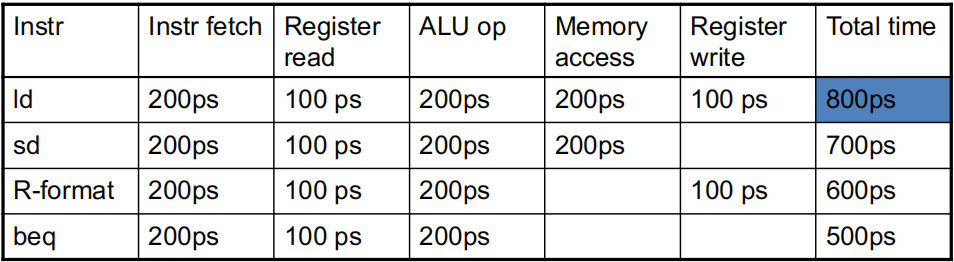 Instr Instr fetch Register read ALU op Memory access Register write Total time
ld 200ps 100 ps 200ps 200ps 100 ps 800ps
sd 200ps 100 ps 200ps 200ps 700ps
R-format 200ps 100 ps 200ps 100 ps 600ps
beq 200ps 100 ps 200ps 500ps